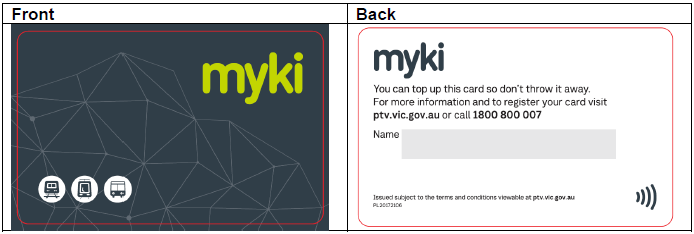 Front
Back
myki
myki
You can top up this card so don't throw it away.
For more information and to register your card visit
ptv.vic.gov.au or call 1800 800 007
Name
Issued subject to the terms and conditions viewable at ptv.vic.gov.au
PL20172106